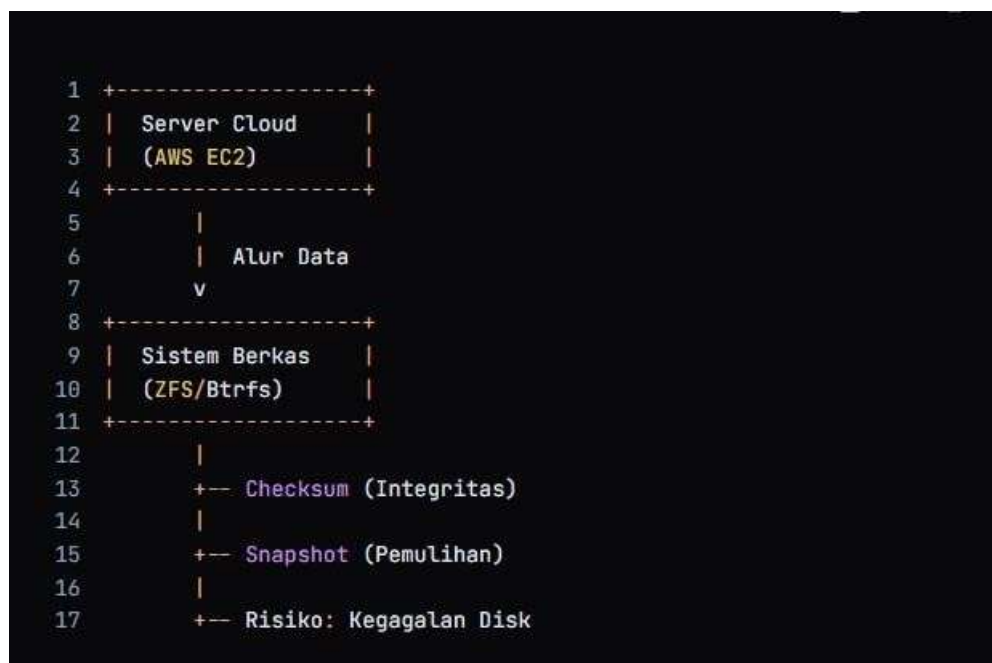 1 +-------------------+
2 |  Server Cloud     |
3 |  (AWS EC2)        |
4 +-------------------+
5        |
6        |  Alur Data
7        v
8 +-------------------+
9 |  Sistem Berkas    |
10 |  (ZFS/Btrfs)      |
11 +-------------------+
12        |
13        +-- Checksum (Integritas)
14        |
15        +-- Snapshot (Pemulihan)
16        |
17        +-- Risiko: Kegagalan Disk